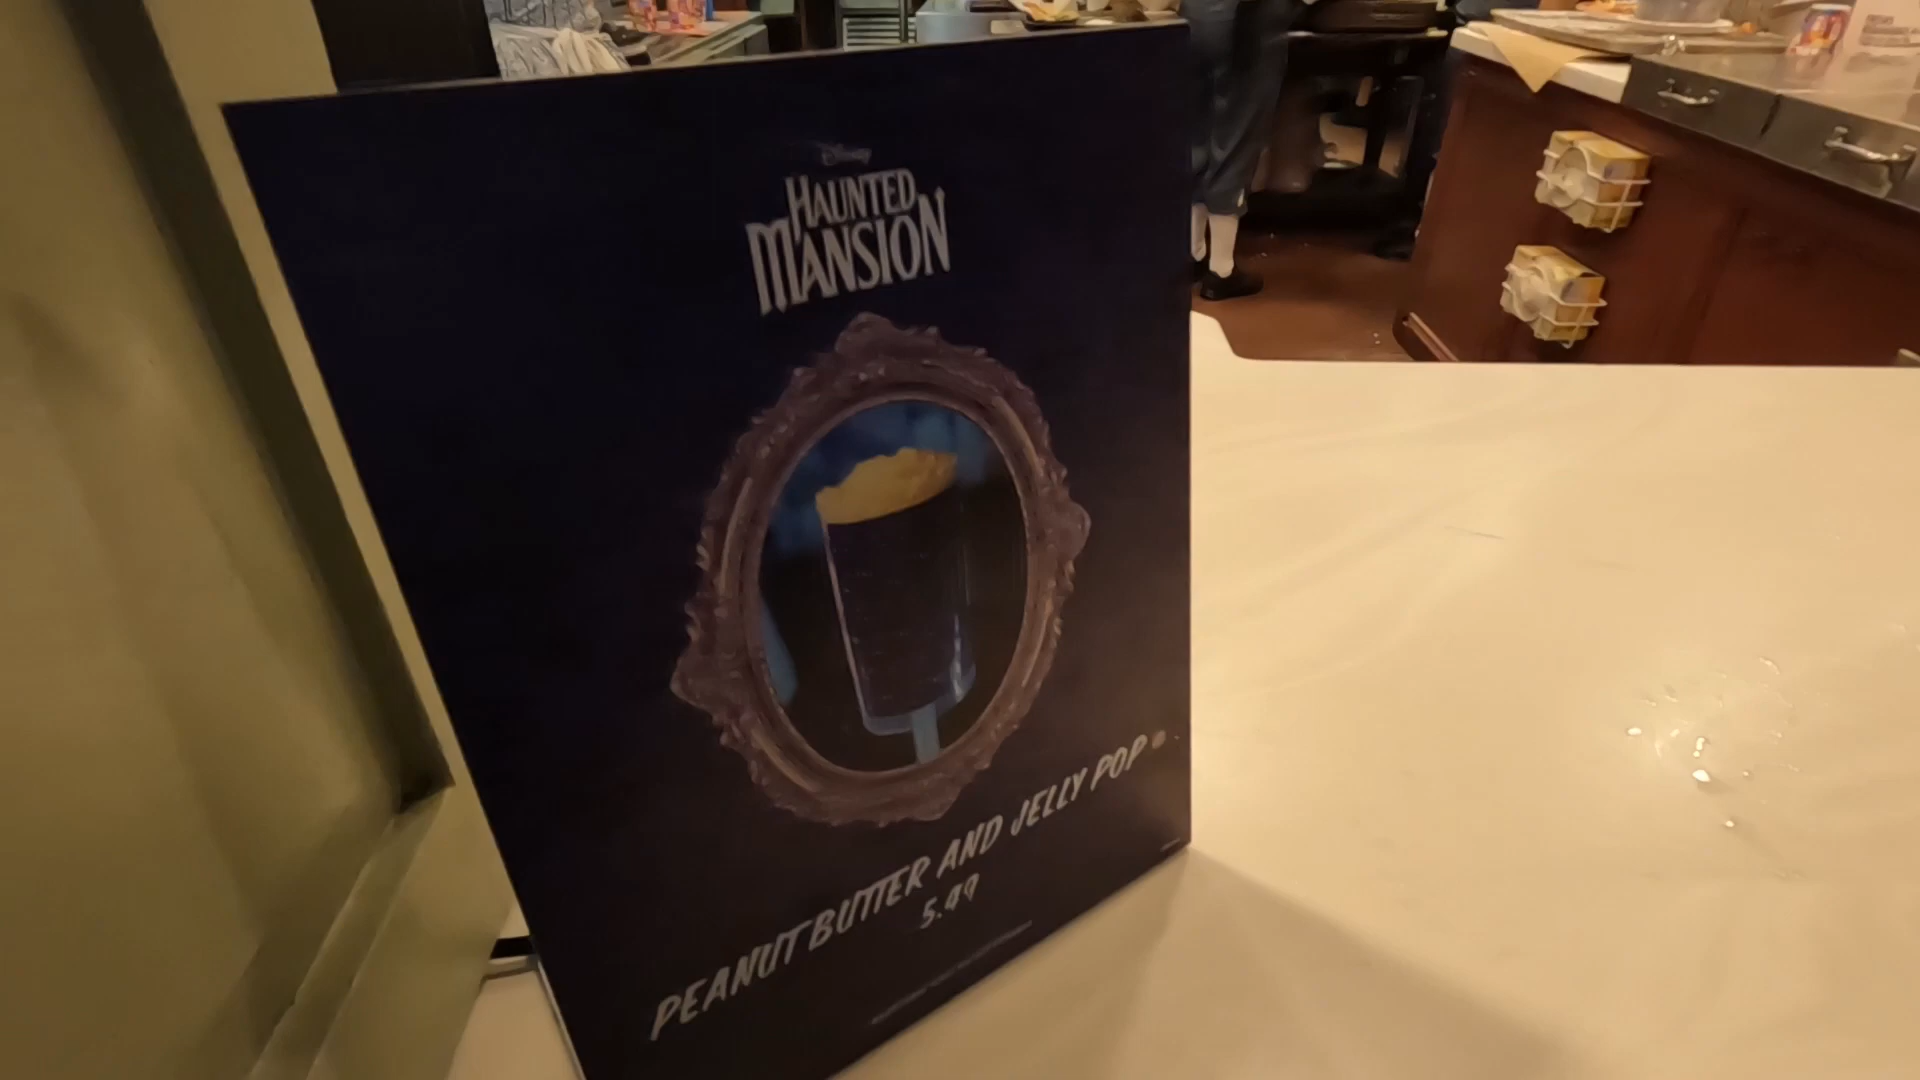 Disney
HAUNTED
MANSION
PEANUT BUTTER AND JELLY POP
5.49